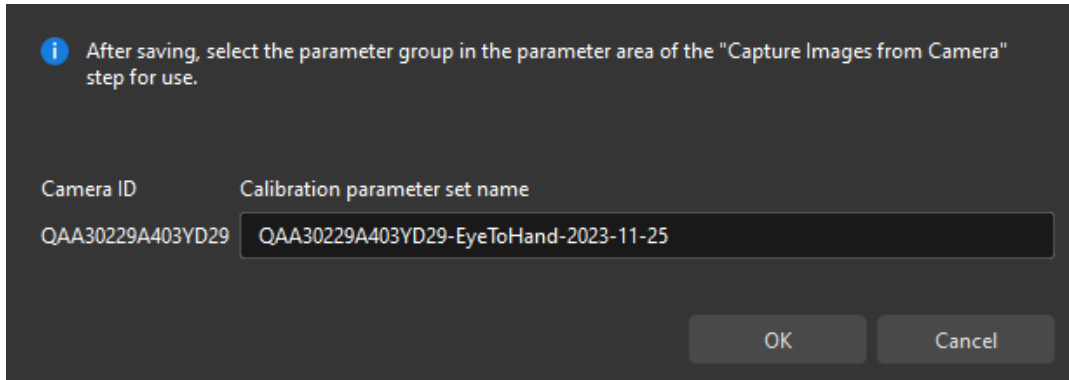 After saving, select the parameter group in the parameter area of the "Capture Images from Camera"
step for use.
Camera ID Calibration parameter set name
QAA30229A403YD29 QAA30229A403YD29-EyeToHand-2023-11-25
OK Cancel